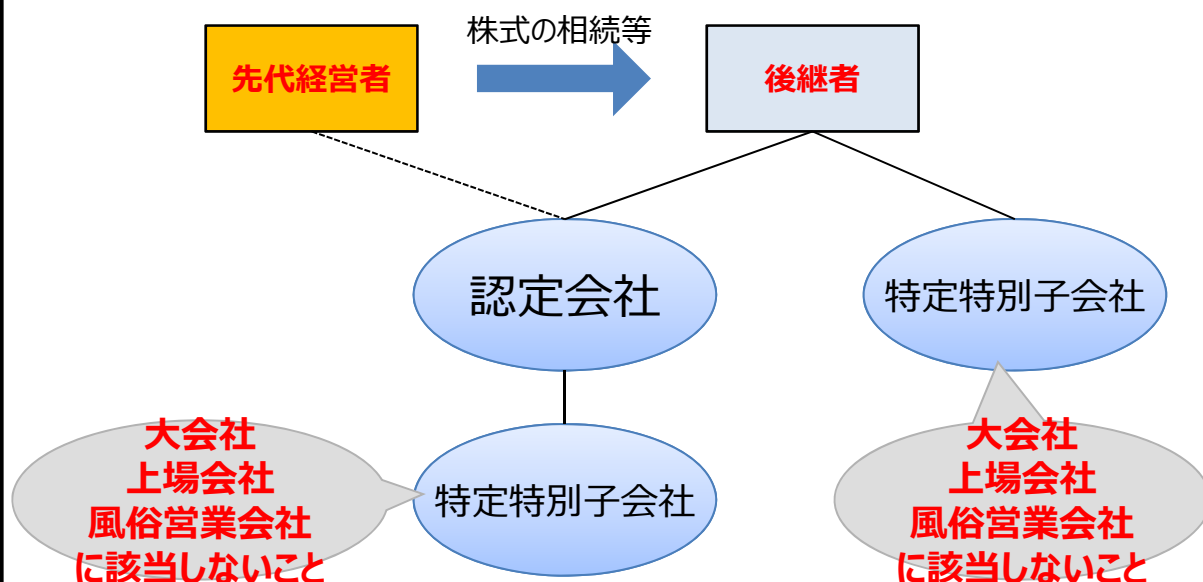 株式の相続等
先代経営者
後継者
認定会社
特定特別子会社
大会社
上場会社
風俗営業会社
に該当しないこと
特定特別子会社
大会社
上場会社
風俗営業会社
に該当しないこと